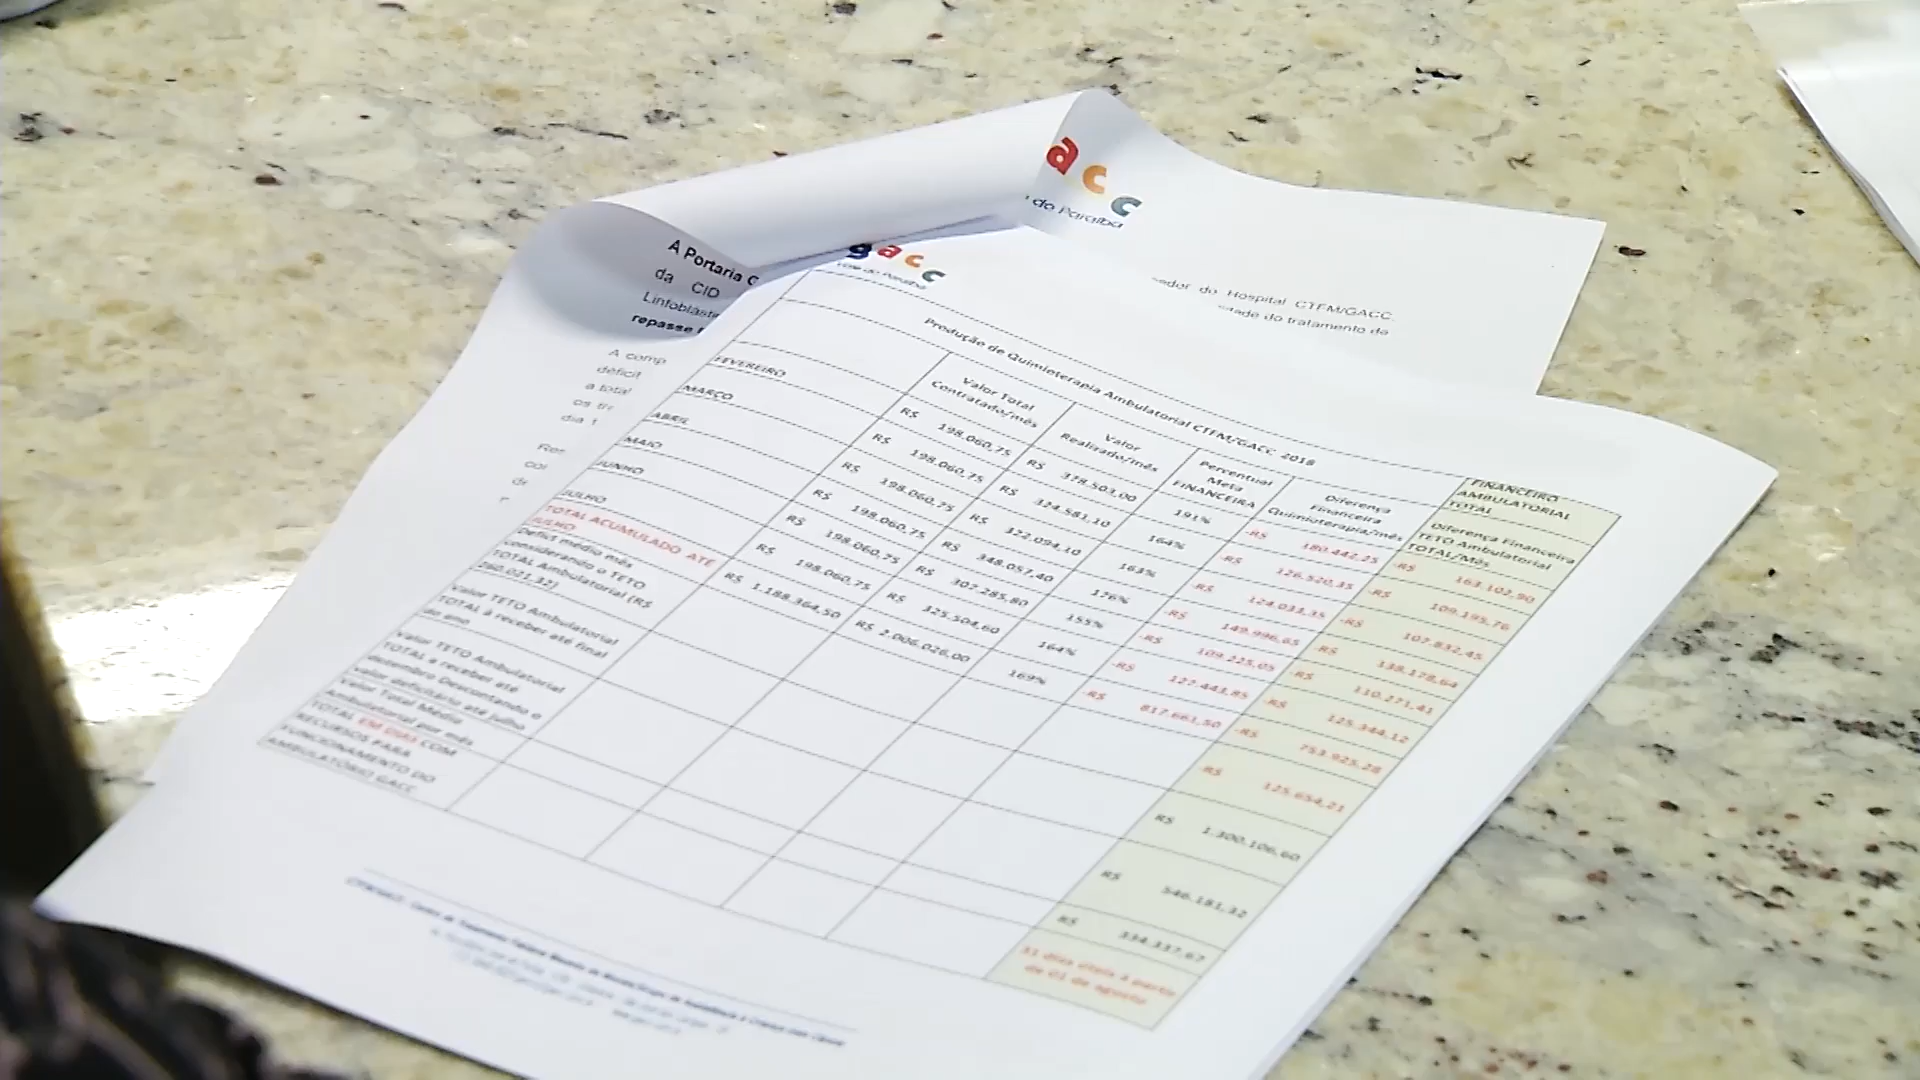 a c c
do Paraíba
A Portaria G
da CID
Linfoblást
repasse
A comp
déficit
a total
dia 1
do Hospital CTFM/GACC
do tratamento da
gacc
do Paraíba
Produção de Quimioterapia Ambulatorial CTFM/GACC, 2018
Valor Total Contratado/mês
Valor Realizado/mês
Percentual Meta FINANCEIRA
Diferença Financeira Quimioterapia/mês
FINANCEIRO AMBULATORIAL TOTAL
Diferença Financeira TETO Ambulatorial TOTAL/Mês
FEVEREIRO R$ 198.060,75 R$ 378.503,00 191% -R$ 180.442,25 -R$ 163.102,90
MARÇO R$ 198.060,75 R$ 324.581,10 164% -R$ 126.520,35 -R$ 109.195,76
ABRIL R$ 198.060,75 R$ 322.094,10 163% -R$ 124.031,35 -R$ 107.832,45
MAIO R$ 198.060,75 R$ 348.057,40 176% -R$ 149.996,65 -R$ 138.178,64
JUNHO R$ 198.060,75 R$ 307.285,80 155% -R$ 109.225,05 -R$ 110.271,41
JULHO R$ 198.060,75 R$ 325.504,60 164% -R$ 127.443,85 -R$ 125.344,12
TOTAL ACUMULADO ATÉ JULHO R$ 1.188.364,50 R$ 2.006.026,00 169% -R$ 817.661,50 -R$ 753.925,28
Deficit médio mês considerando o TETO TOTAL Ambulatorial (R$ 260.021,32) -R$ 125.654,21
Valor TETO Ambulatorial TOTAL à receber até final do ano R$ 1.300.106,60
Valor TETO Ambulatorial TOTAL a receber até dezembro Descontando o valor deficitário até julho R$ 546.181,32
Valor Total Médio Ambulatorial por mês R$ 334.337,67
TOTAL EM DIAS COM RECURSOS PARA FUNCIONAMENTO DO AMBULATÓRIO GACC 31 dias úteis a partir de 01 de agosto